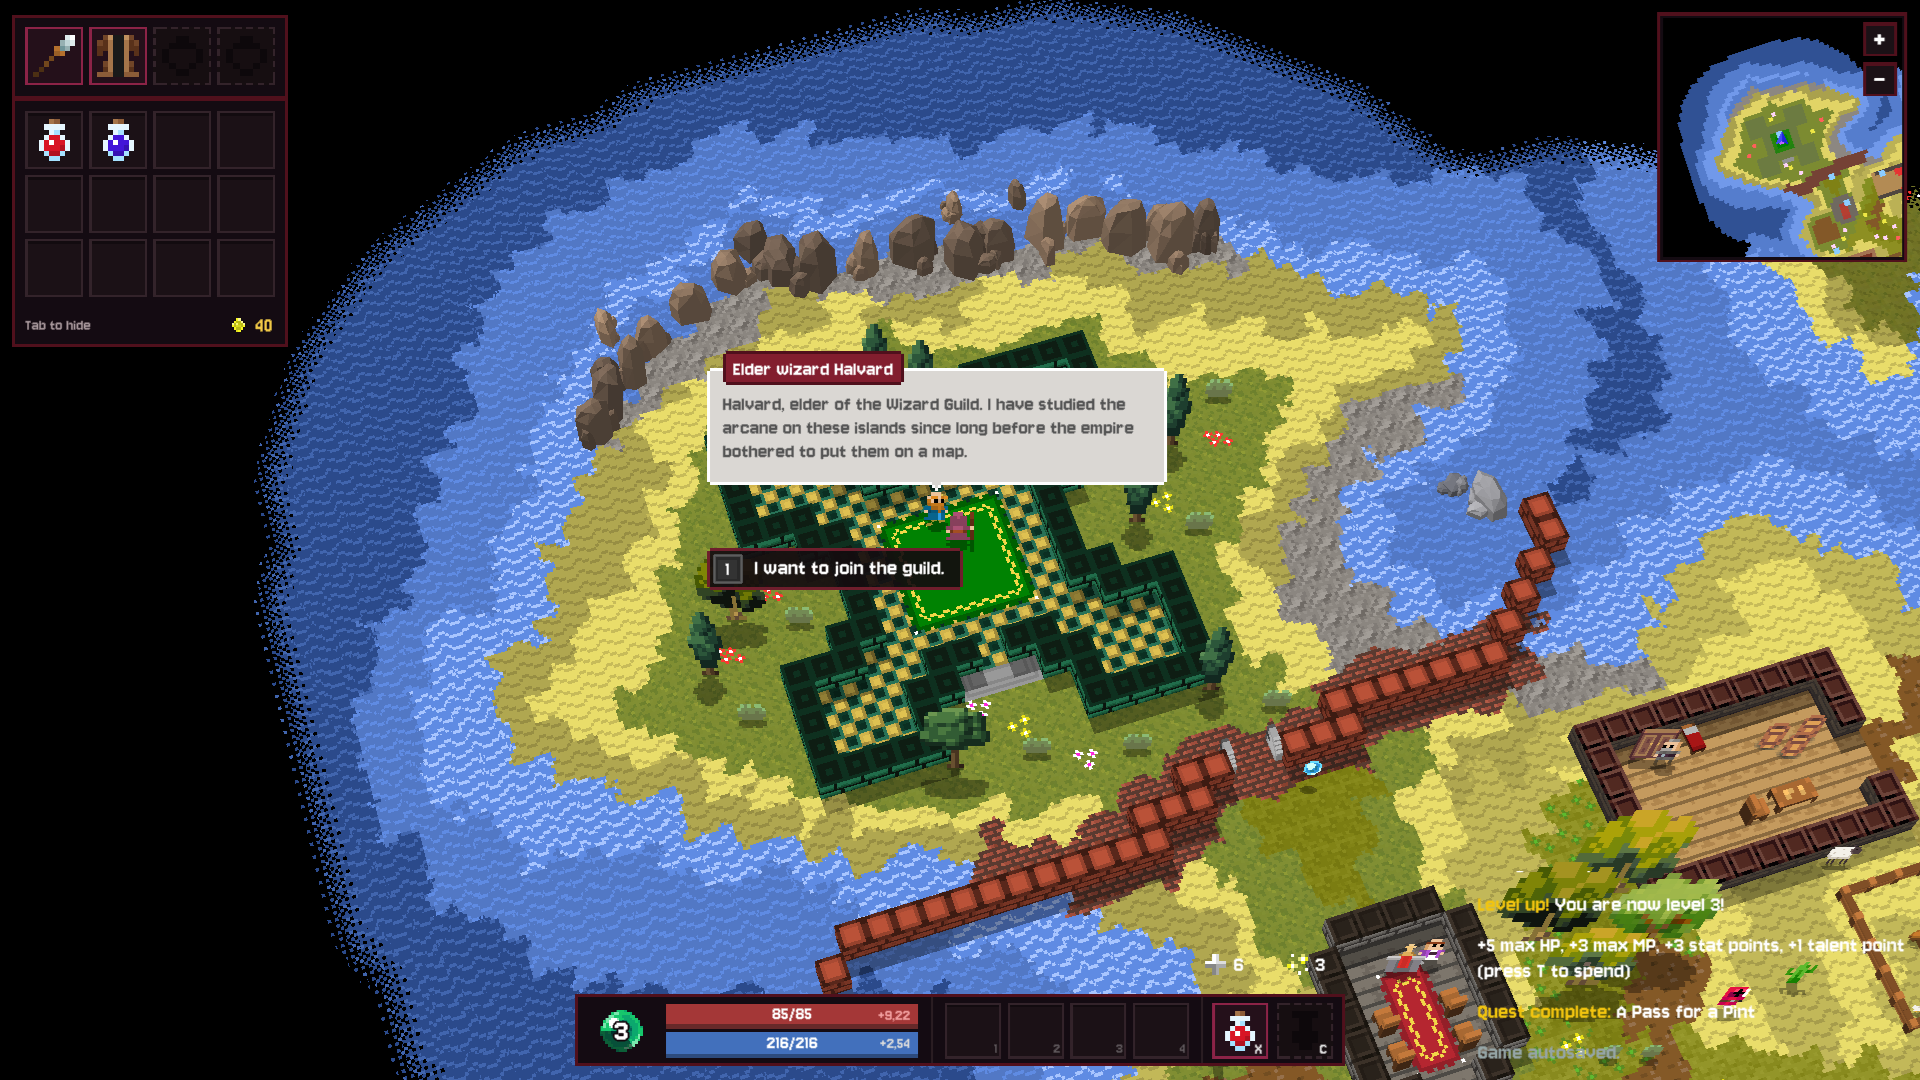 Tab to hide
40
+
-
Elder wizard Halvard
Halvard, elder of the Wizard Guild. I have studied the
arcane on these islands since long before the empire
bothered to put them on a map.
1 I want to join the guild.
Level up! You are now level 3!
+5 max HP, +3 max MP, +3 stat points, +1 talent point
(press T to spend)
Quest complete: A Pass for a Pint
Game autosaved.
6
3
3
85/85
+9,22
216/216
+2,54
1
2
3
4
X
C